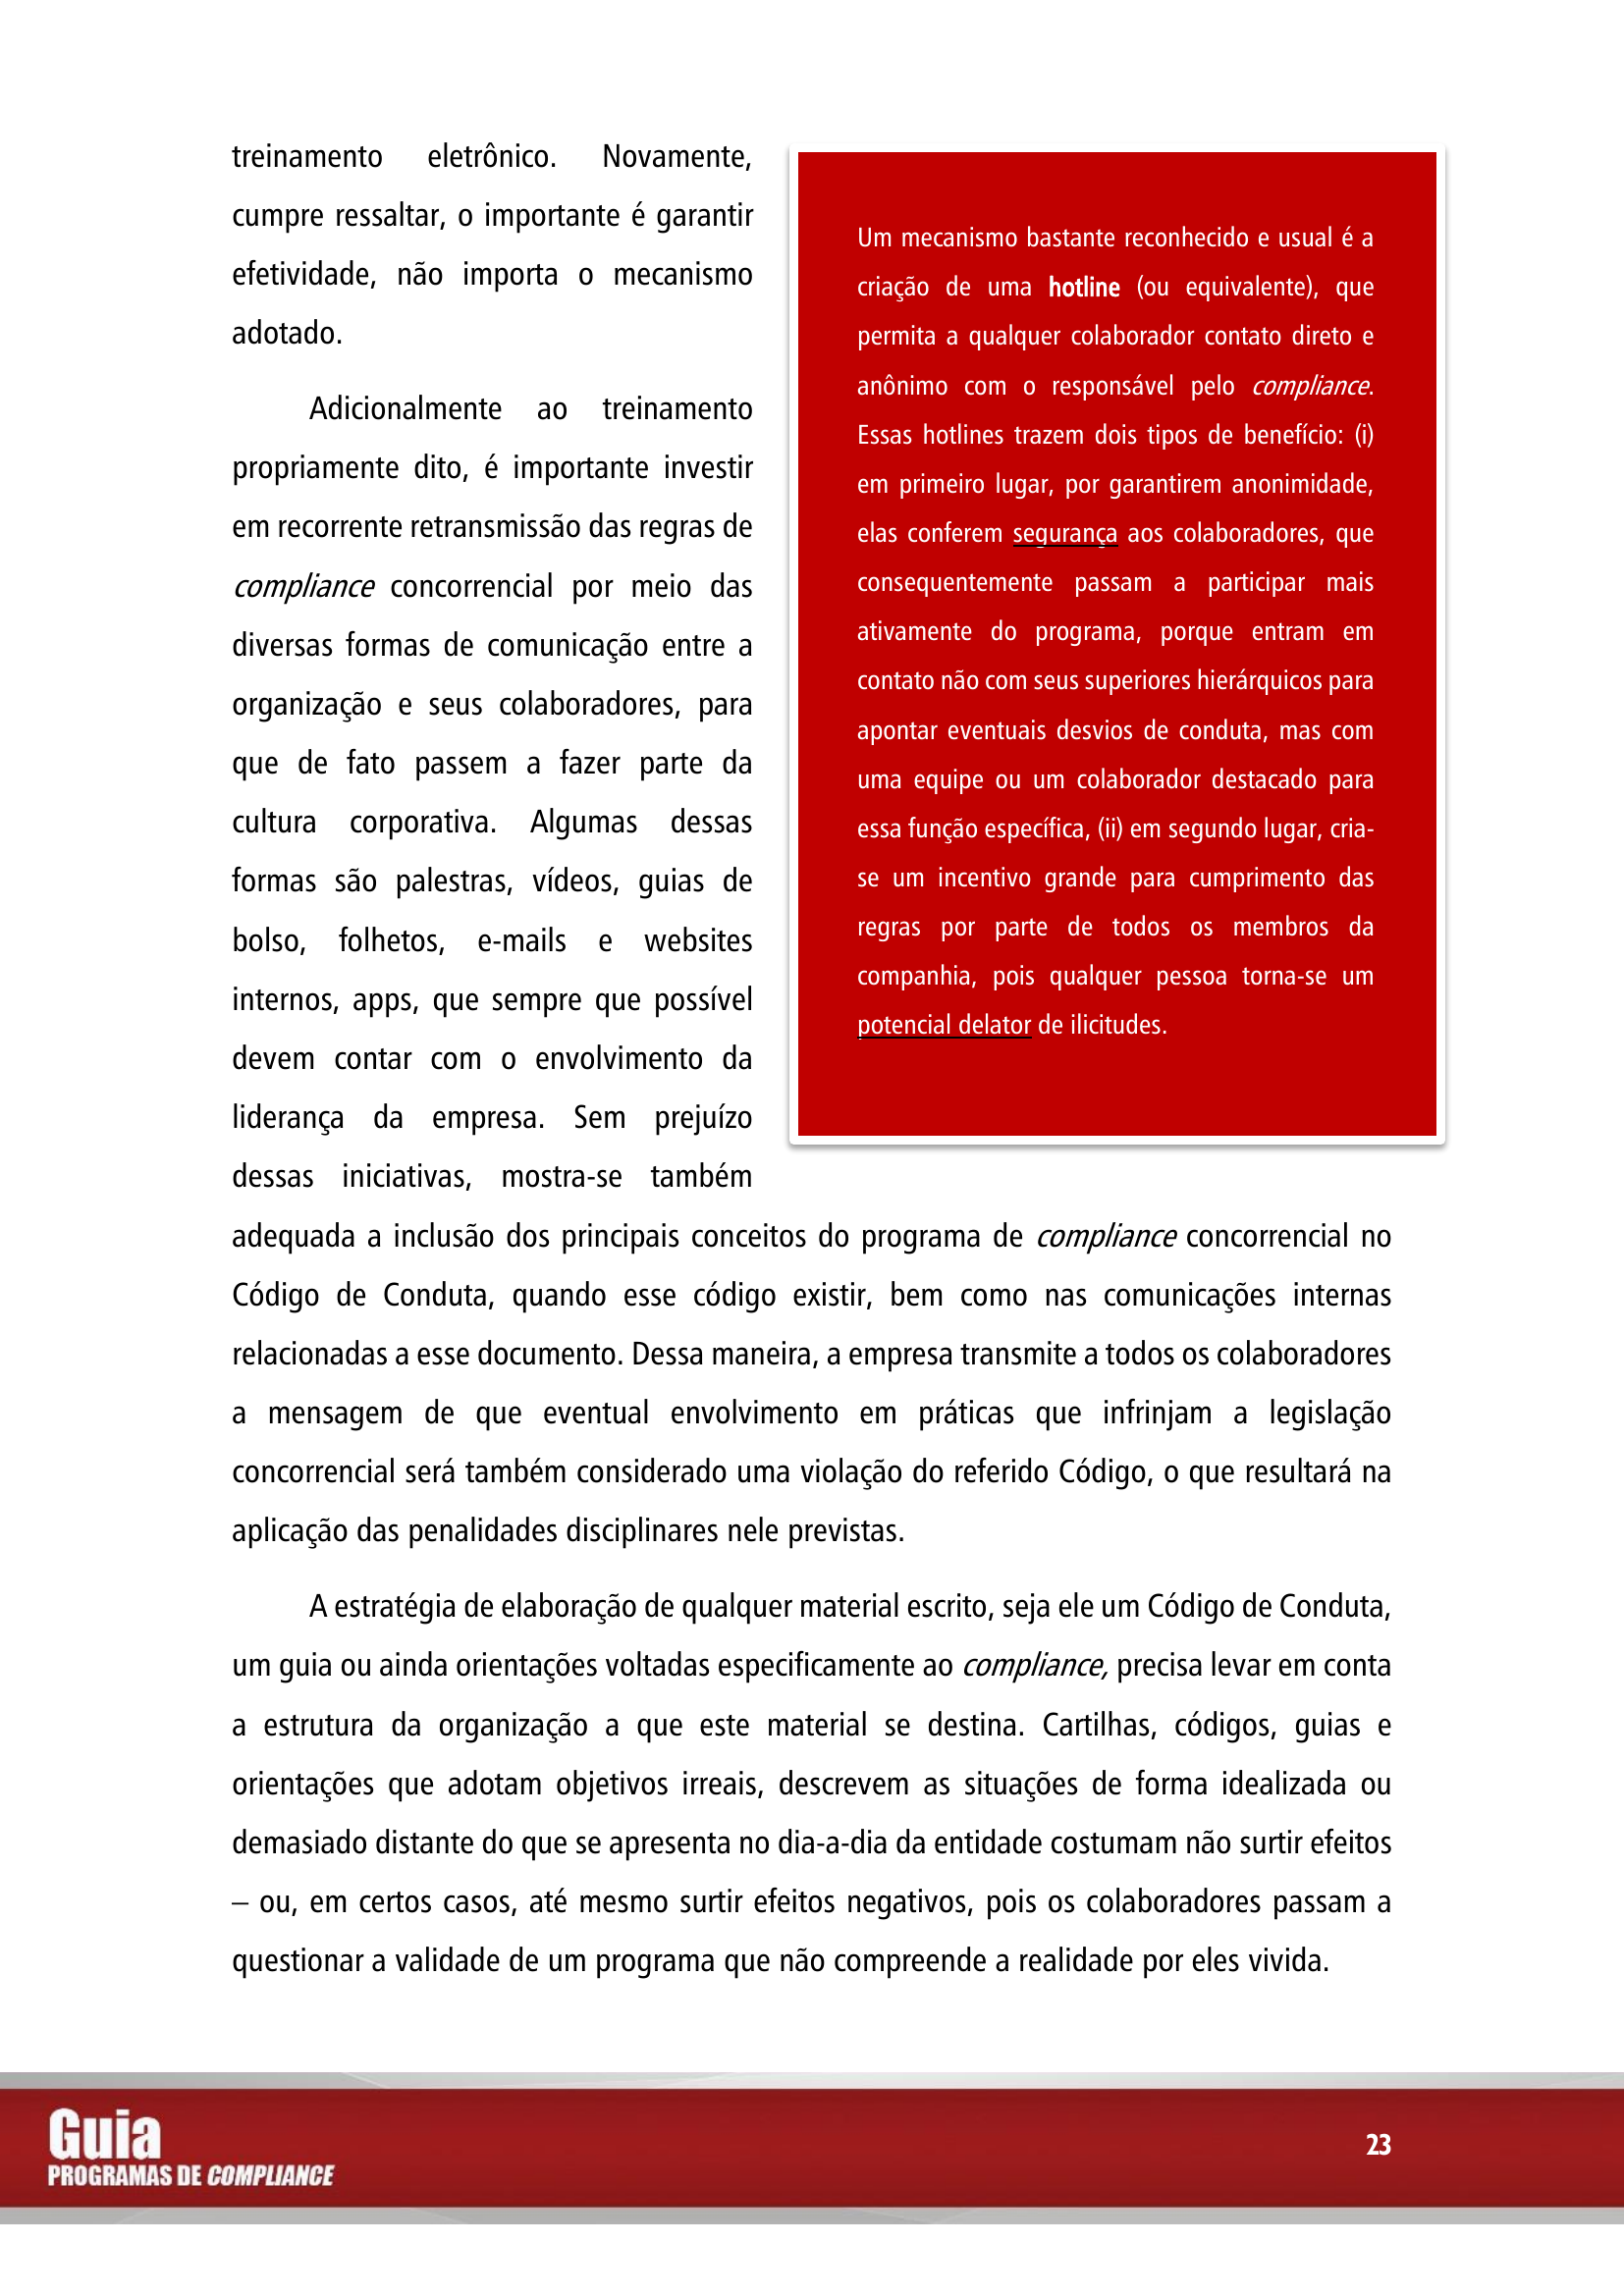 treinamento eletrônico. Novamente,
cumpre ressaltar, o importante é garantir
efetividade, não importa o mecanismo
adotado.
Adicionalmente ao treinamento
propriamente dito, é importante investir
em recorrente retransmissão das regras de
compliance concorrencial por meio das
diversas formas de comunicação entre a
organização e seus colaboradores, para
que de fato passem a fazer parte da
cultura corporativa. Algumas dessas
formas são palestras, vídeos, guias de
bolso, folhetos, e-mails e websites
internos, apps, que sempre que possível
devem contar com o envolvimento da
liderança da empresa. Sem prejuízo
dessas iniciativas, mostra-se também
adequada a inclusão dos principais conceitos do programa de compliance concorrencial no
Código de Conduta, quando esse código existir, bem como nas comunicações internas
relacionadas a esse documento. Dessa maneira, a empresa transmite a todos os colaboradores
a mensagem de que eventual envolvimento em práticas que infrinjam a legislação
concorrencial será também considerado uma violação do referido Código, o que resultará na
aplicação das penalidades disciplinares nele previstas.
A estratégia de elaboração de qualquer material escrito, seja ele um Código de Conduta,
um guia ou ainda orientações voltadas especificamente ao compliance, precisa levar em conta
a estrutura da organização a que este material se destina. Cartilhas, códigos, guias e
orientações que adotam objetivos irreais, descrevem as situações de forma idealizada ou
demasiado distante do que se apresenta no dia-a-dia da entidade costumam não surtir efeitos
– ou, em certos casos, até mesmo surtir efeitos negativos, pois os colaboradores passam a
questionar a validade de um programa que não compreende a realidade por eles vivida.
Um mecanismo bastante reconhecido e usual é a
criação de uma hotline (ou equivalente), que
permita a qualquer colaborador contato direto e
anônimo com o responsável pelo compliance.
Essas hotlines trazem dois tipos de benefício: (i)
em primeiro lugar, por garantirem anonimidade,
elas conferem segurança aos colaboradores, que
consequentemente passam a participar mais
ativamente do programa, porque entram em
contato não com seus superiores hierárquicos para
apontar eventuais desvios de conduta, mas com
uma equipe ou um colaborador destacado para
essa função específica, (ii) em segundo lugar, cria-
se um incentivo grande para cumprimento das
regras por parte de todos os membros da
companhia, pois qualquer pessoa torna-se um
potencial delator de ilicitudes.
Guia
PROGRAMAS DE COMPLIANCE
23